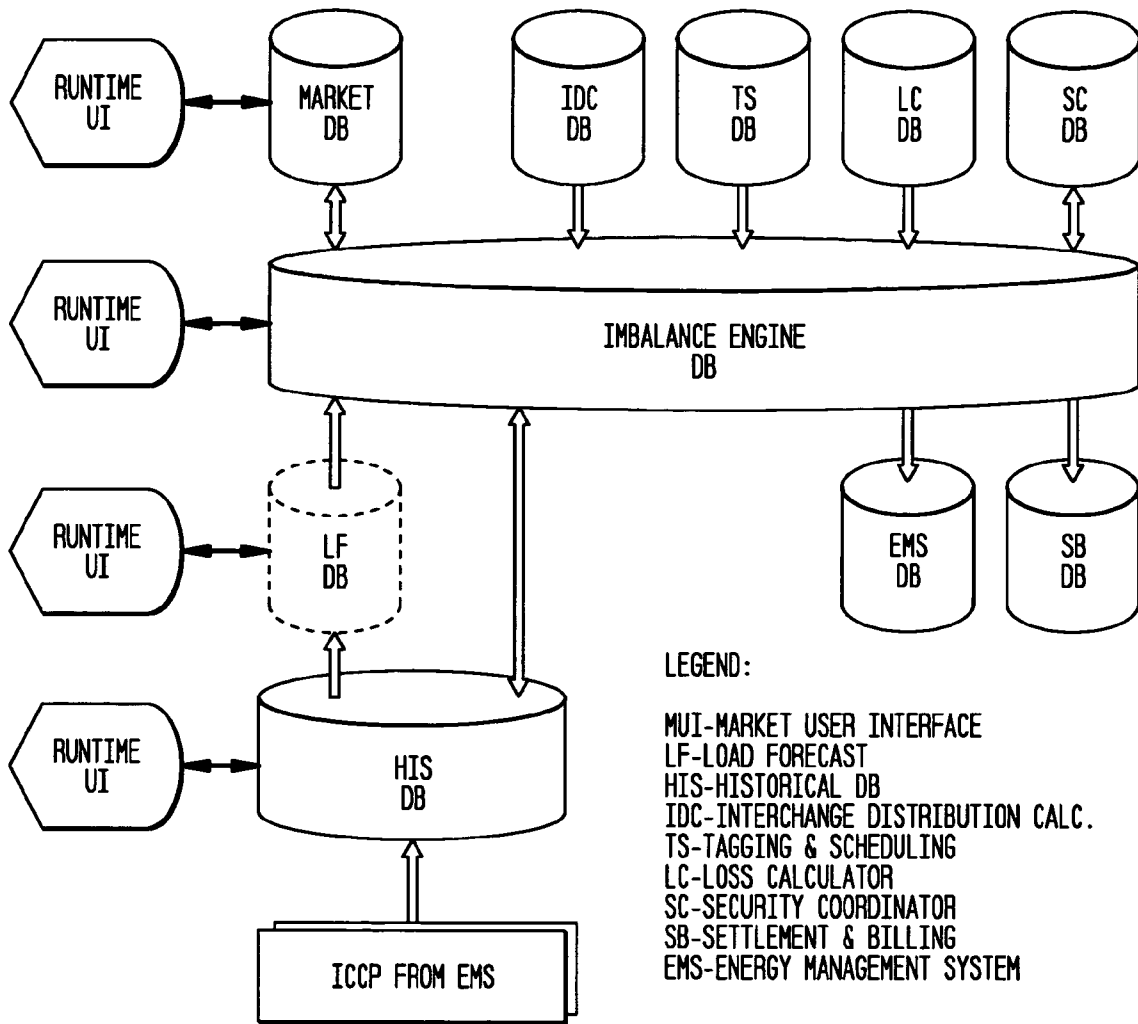 RUNTIME
UI
MARKET
DB
IDC
DB
TS
DB
LC
DB
SC
DB
RUNTIME
UI
IMBALANCE ENGINE
DB
RUNTIME
UI
LF
DB
EMS
DB
SB
DB
RUNTIME
UI
HIS
DB
ICCP FROM EMS
LEGEND:
MUI-MARKET USER INTERFACE
LF-LOAD FORECAST
HIS-HISTORICAL DB
IDC-INTERCHANGE DISTRIBUTION CALC.
TS-TAGGING & SCHEDULING
LC-LOSS CALCULATOR
SC-SECURITY COORDINATOR
SB-SETTLEMENT & BILLING
EMS-ENERGY MANAGEMENT SYSTEM